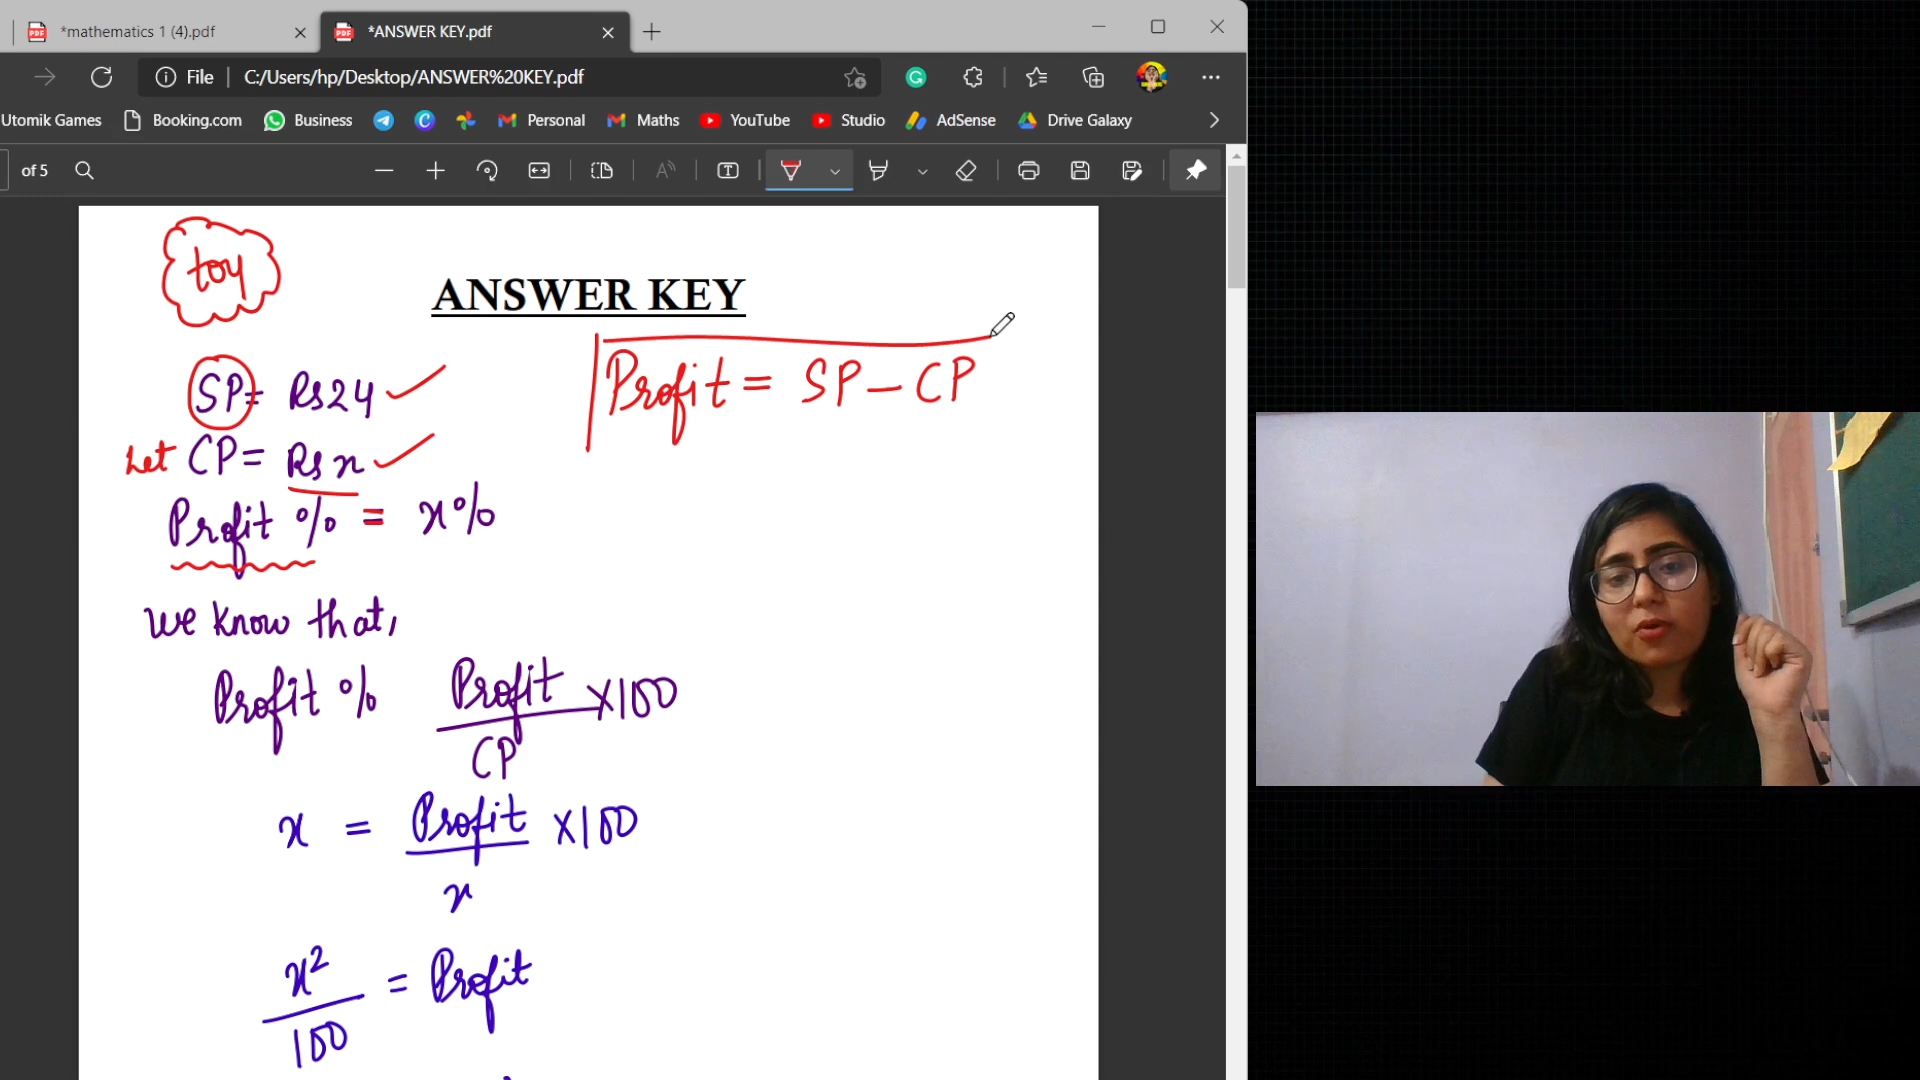 *mathematics 1 (4).pdf
*ANSWER KEY.pdf
File C:/Users/hp/Desktop/ANSWER%20KEY.pdf
Utomik Games Booking.com Business Personal Maths YouTube Studio AdSense Drive Galaxy
of 5
toy
ANSWER KEY
Profit = SP - CP
SP = Rs 24
Let CP = Rs x
Profit % = x%
We know that,
Profit % Profit/CP ×100
x = Profit/x ×100
x²/100 = Profit